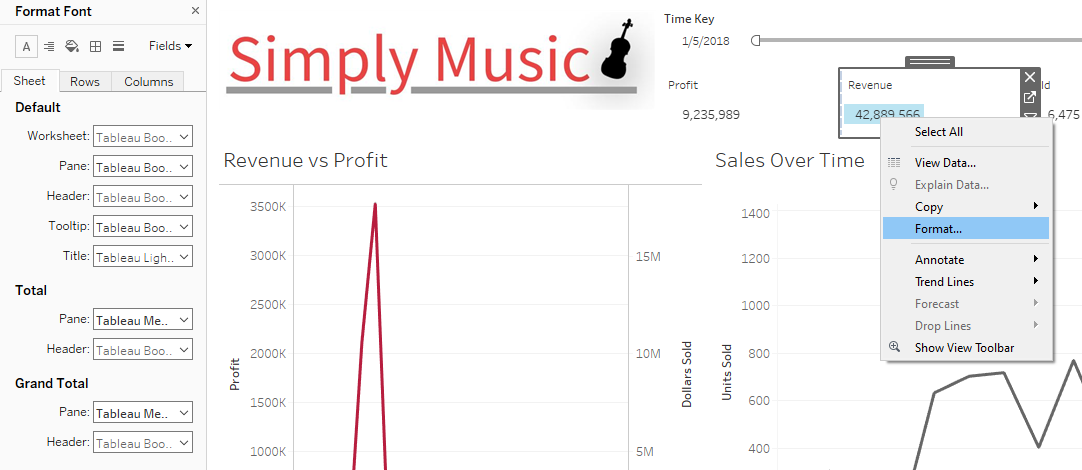 Format Font
Fields
Sheet
Rows
Columns
Default
Worksheet: Tableau Boo..
Pane: Tableau Boo..
Header: Tableau Boo..
Tooltip: Tableau Boo..
Title: Tableau Ligh..
Total
Pane: Tableau Me..
Header: Tableau Boo..
Grand Total
Pane: Tableau Me..
Header: Tableau Boo..
Simply Music
Time Key
1/5/2018
Profit
9,235,989
Revenue
42,889,566
ld
6,475
Revenue vs Profit
3500K
3000K
2500K
2000K
1500K
1000K
Profit
15M
10M
5M
Dollars Sold
Sales Over Time
1400
1200
1000
800
600
400
Units Sold
Select All
View Data...
Explain Data...
Copy
Format...
Annotate
Trend Lines
Forecast
Drop Lines
Show View Toolbar